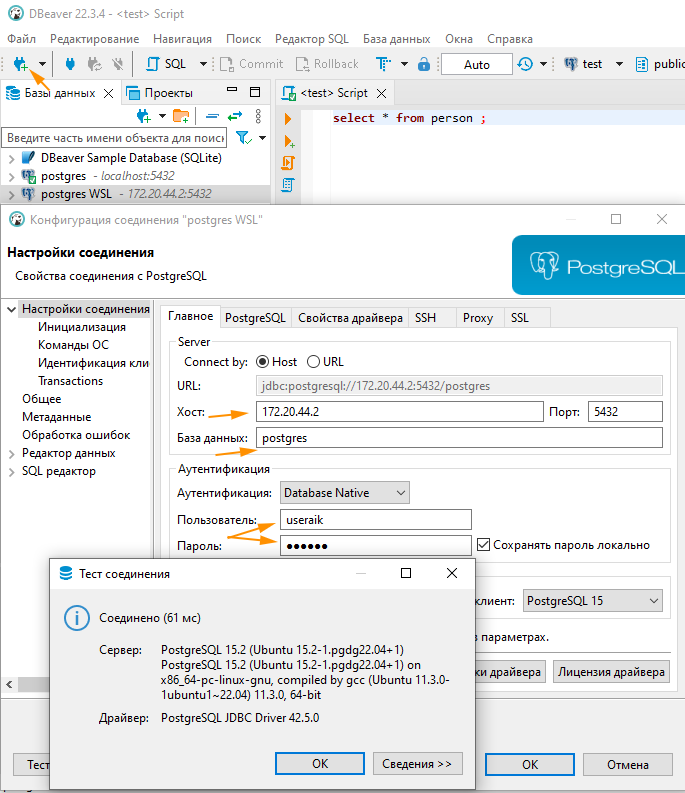 DBeaver 22.3.4 - <test> Script
Файл Редактирование Навигация Поиск Редактор SQL База данных Окна Справка
SQL Commit Rollback Auto test public
Базы данных Проекты
<test> Script
Введите часть имени объекта для поиск
select * from person ;
DBeaver Sample Database (SQLite)
postgres - localhost:5432
postgres WSL - 172.20.44.2:5432
Конфигурация соединения "postgres WSL"
Настройки соединения
Свойства соединения с PostgreSQL
PostgreSQL
Настройки соединения
Инициализация
Команды ОС
Идентификация кли
Transactions
Общее
Метаданные
Обработка ошибок
Редактор данных
SQL редактор
Главное PostgreSQL Свойства драйвера SSH Proxy SSL
Server
Connect by: Host URL
URL: jdbc:postgresql://172.20.44.2:5432/postgres
Хост: 172.20.44.2 Порт: 5432
База данных: postgres
Аутентификация
Аутентификация: Database Native
Пользователь: useraik
Пароль: ●●●●●● Сохранять пароль локально
клиент: PostgreSQL 15
в параметрах.
ки драйвера Лицензия драйвера
Тест соединения
Соединено (61 мс)
Сервер: PostgreSQL 15.2 (Ubuntu 15.2-1.pgdg22.04+1)
PostgreSQL 15.2 (Ubuntu 15.2-1.pgdg22.04+1) on
x86_64-pc-linux-gnu, compiled by gcc (Ubuntu 11.3.0-
1ubuntu1~22.04) 11.3.0, 64-bit
Драйвер: PostgreSQL JDBC Driver 42.5.0
OK Сведения >>
Тест OK Отмена